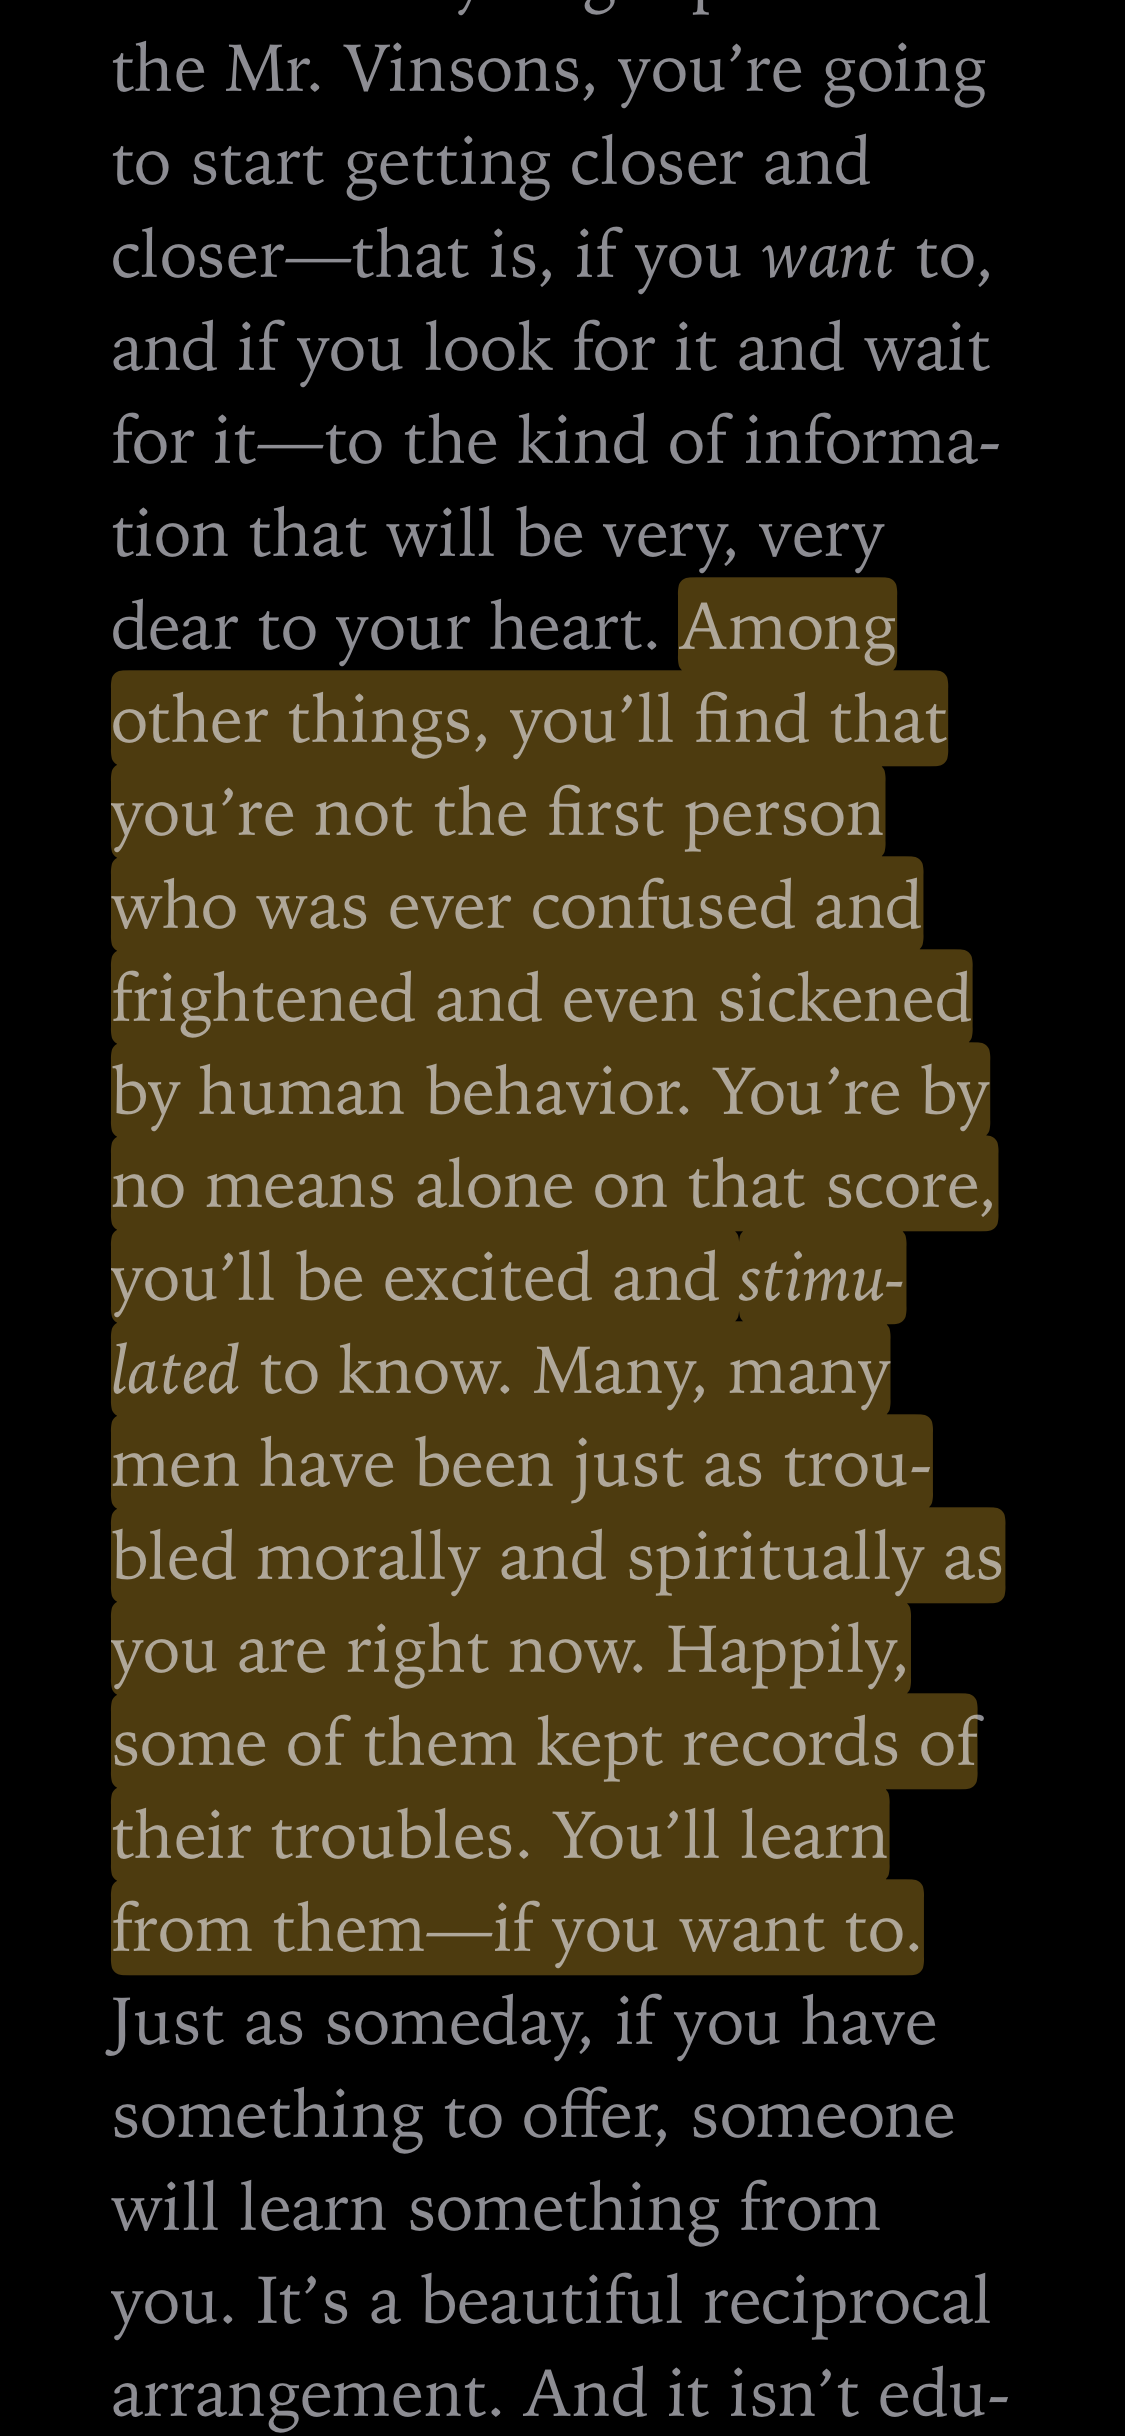 the Mr. Vinsons, you’re going
to start getting closer and
closer—that is, if you want to,
and if you look for it and wait
for it—to the kind of informa-
tion that will be very, very
dear to your heart. Among
other things, you’ll find that
you’re not the first person
who was ever confused and
frightened and even sickened
by human behavior. You’re by
no means alone on that score,
you’ll be excited and stimu-
lated to know. Many, many
men have been just as trou-
bled morally and spiritually as
you are right now. Happily,
some of them kept records of
their troubles. You’ll learn
from them—if you want to.
Just as someday, if you have
something to offer, someone
will learn something from
you. It’s a beautiful reciprocal
arrangement. And it isn’t edu-